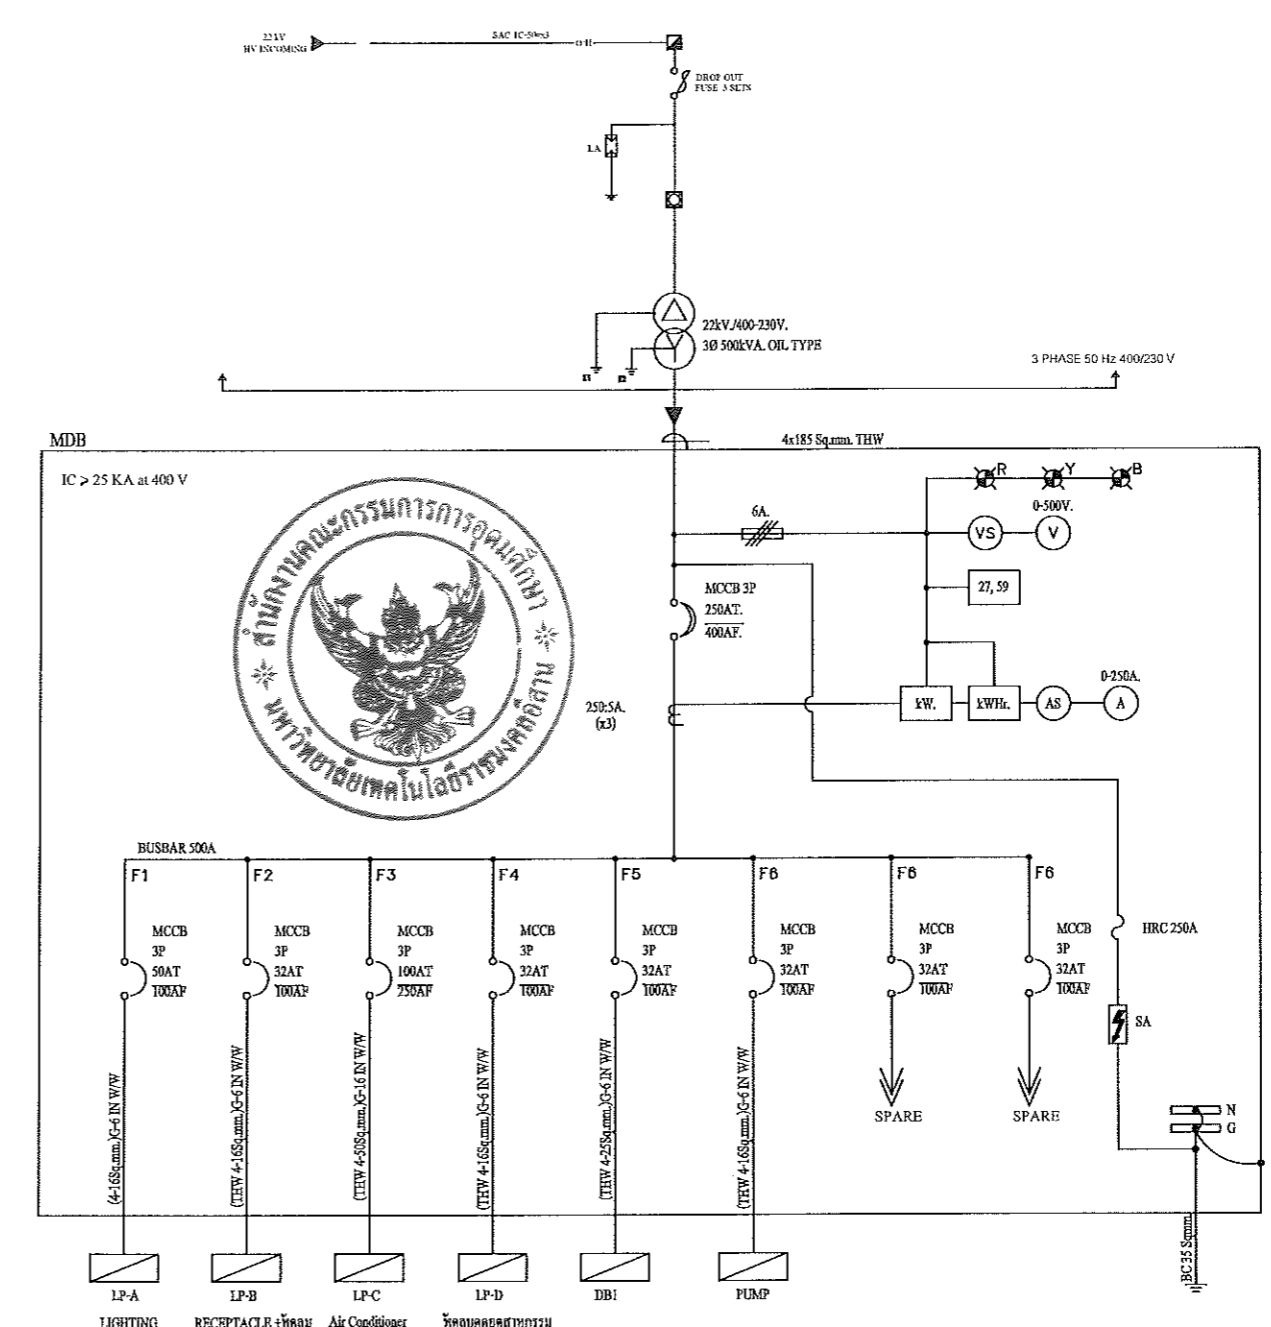 22 kV
HV INCOMING
SAC 1C-50x3
DROP OUT
FUSE 3 SETS
LA
22kV./400-230V.
3Ø 500kVA. OIL TYPE
E1
E2
3 PHASE 50 Hz 400/230 V
MDB
4x185 Sq.mm. THW
IC > 25 KA at 400 V
สำนักงานคณะกรรมการการอุดมศึกษา
มหาวิทยาลัยเทคโนโลยีราชมงคลอีสาน
R
Y
B
6A.
0-500V.
VS
V
27, 59
MCCB 3P
250AT.
400AF.
250:5A.
(x3)
kW.
kWHr.
AS
0-250A.
A
BUSBAR 500A
F1
F2
F3
F4
F5
F6
F6
F6
MCCB
3P
50AT
100AF
MCCB
3P
32AT
100AF
MCCB
3P
100AT
250AF
MCCB
3P
32AT
100AF
MCCB
3P
32AT
100AF
MCCB
3P
32AT
100AF
MCCB
3P
32AT
100AF
MCCB
3P
32AT
100AF
HRC 250A
SA
(4-16Sq.mm.)G-6 IN W/W
(THW 4-16Sq.mm.)G-6 IN W/W
(THW 4-50Sq.mm.)G-16 IN W/W
(THW 4-16Sq.mm.)G-6 IN W/W
(THW 4-25Sq.mm.)G-6 IN W/W
(THW 4-16Sq.mm.)G-6 IN W/W
SPARE
SPARE
N
G
BC 35 Sqmm.
LP-A
LIGHTING
LP-B
RECEPTACLE +พัดลม
LP-C
Air Conditioner
LP-D
DB1
PUMP